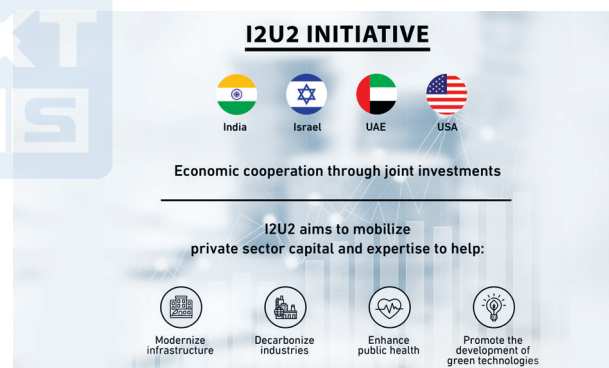 I2U2 INITIATIVE
India Israel UAE USA
Economic cooperation through joint investments
I2U2 aims to mobilize
private sector capital and expertise to help:
Modernize
infrastructure
Decarbonize
industries
Enhance
public health
Promote the
development of
green technologies